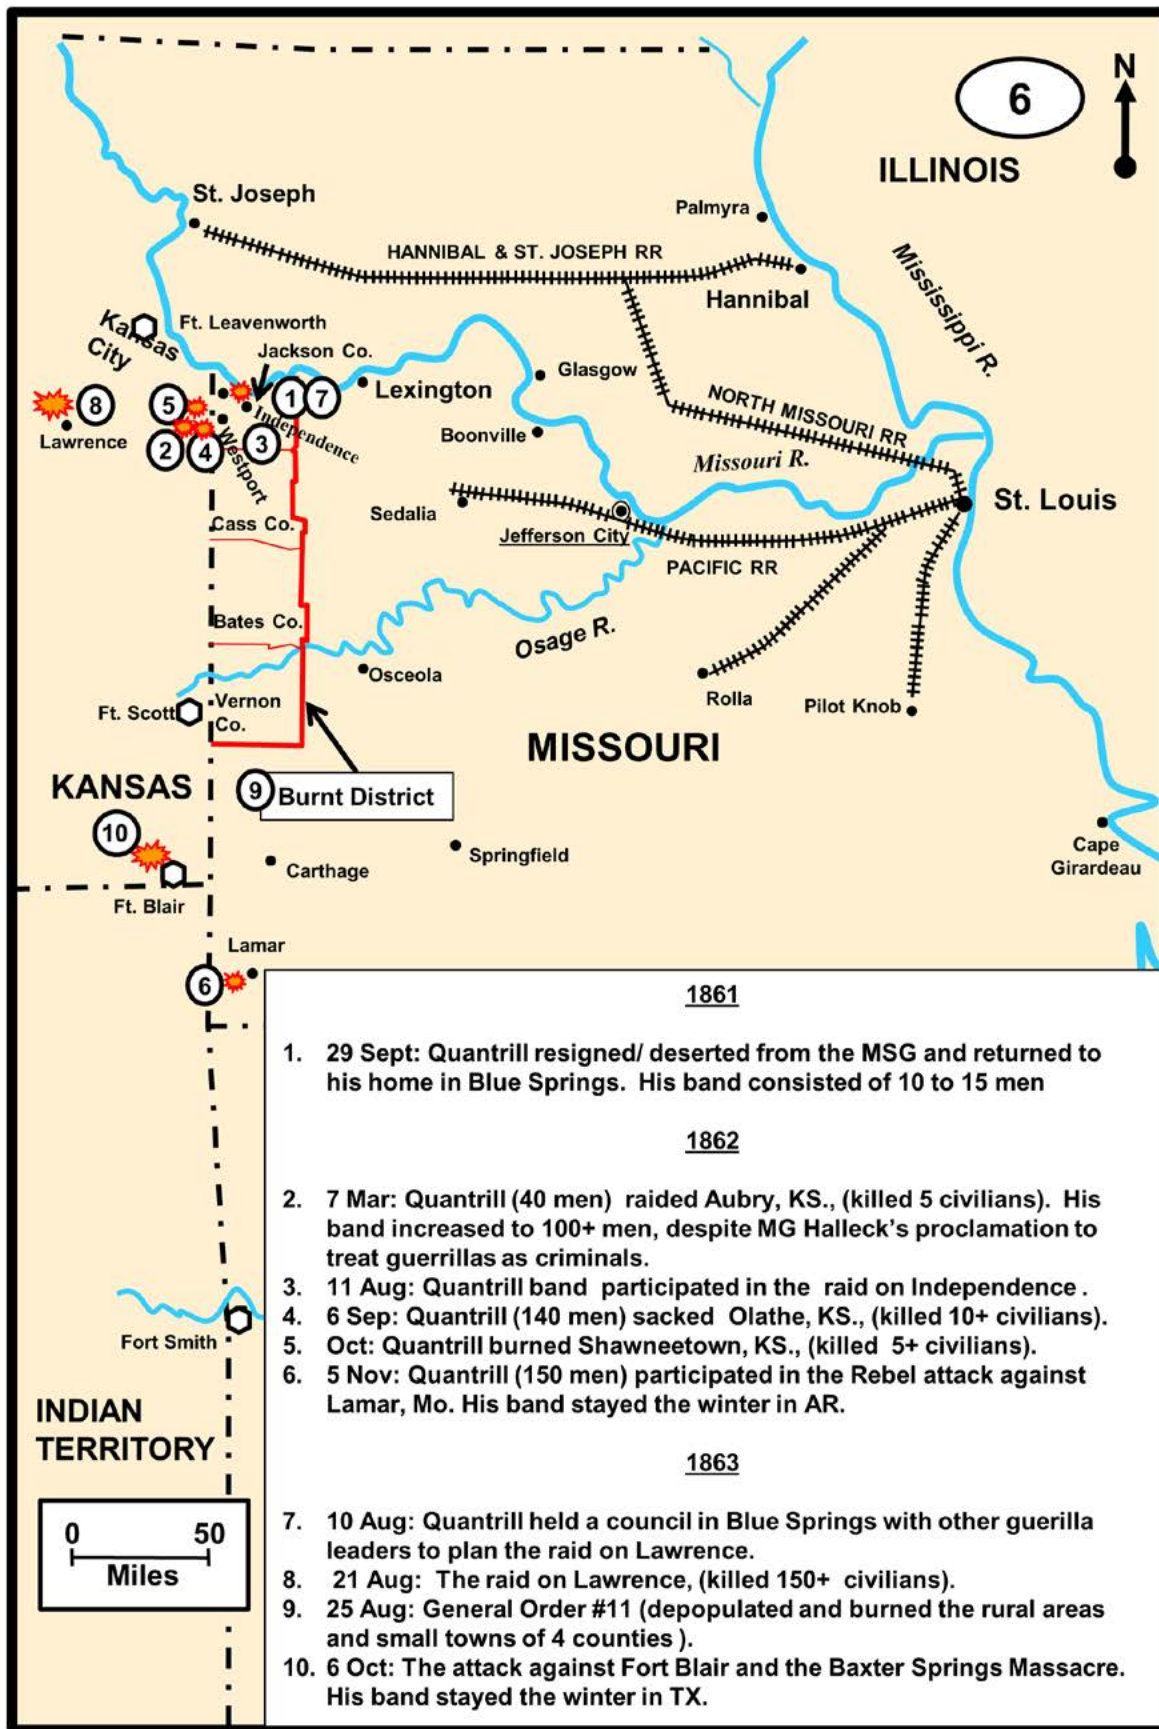 6
N
ILLINOIS
St. Joseph
Palmyra
HANNIBAL & ST. JOSEPH RR
Hannibal
Mississippi R.
Kansas
City
Ft. Leavenworth
Jackson Co.
Lexington
Glasgow
8
5
1
7
Independence
NORTH MISSOURI RR
Lawrence
2
4
3
Westport
Boonville
Missouri R.
Sedalia
St. Louis
Cass Co.
Jefferson City
PACIFIC RR
Bates Co.
Osage R.
Osceola
Rolla
Pilot Knob
Ft. Scott
Vernon
Co.
MISSOURI
KANSAS
9
Burnt District
10
Carthage
Springfield
Cape
Girardeau
Ft. Blair
Lamar
6
1861
1. 29 Sept: Quantrill resigned/ deserted from the MSG and returned to
his home in Blue Springs. His band consisted of 10 to 15 men
1862
2. 7 Mar: Quantrill (40 men) raided Aubry, KS., (killed 5 civilians). His
band increased to 100+ men, despite MG Halleck's proclamation to
treat guerrillas as criminals.
3. 11 Aug: Quantrill band participated in the raid on Independence .
4. 6 Sep: Quantrill (140 men) sacked Olathe, KS., (killed 10+ civilians).
5. Oct: Quantrill burned Shawneetown, KS., (killed 5+ civilians).
6. 5 Nov: Quantrill (150 men) participated in the Rebel attack against
Lamar, Mo. His band stayed the winter in AR.
1863
7. 10 Aug: Quantrill held a council in Blue Springs with other guerilla
leaders to plan the raid on Lawrence.
8. 21 Aug: The raid on Lawrence, (killed 150+ civilians).
9. 25 Aug: General Order #11 (depopulated and burned the rural areas
and small towns of 4 counties ).
10. 6 Oct: The attack against Fort Blair and the Baxter Springs Massacre.
His band stayed the winter in TX.
Fort Smith
INDIAN
TERRITORY
0 50
Miles